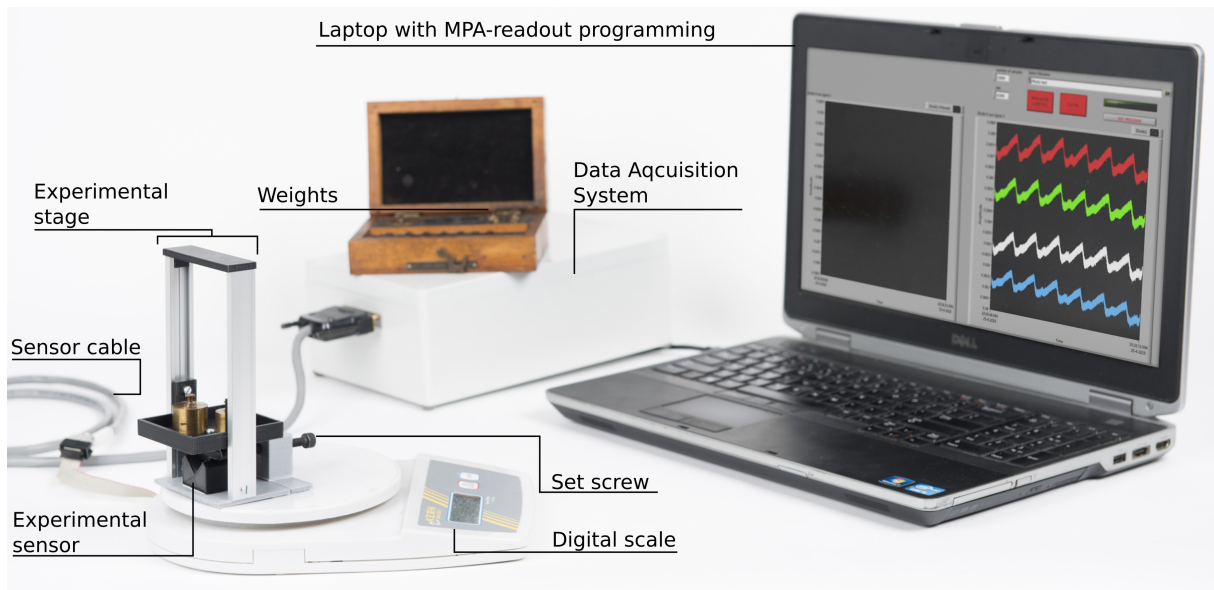 Laptop with MPA-readout programming
Data Aqcuisition
System
Experimental
stage
Weights
Sensor cable
Set screw
Experimental
sensor
Digital scale
DELL
KERN